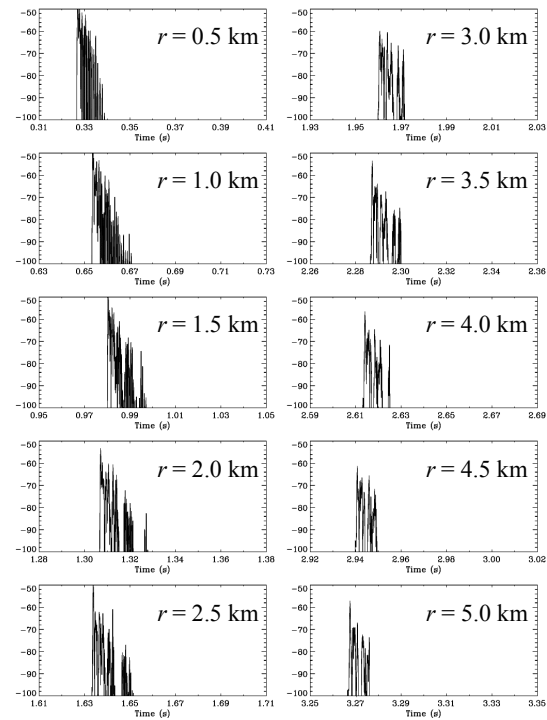 -50
-60
-70
-80
-90
-100
r = 0.5 km
0.31 0.33 0.35 0.37 0.39 0.41
Time (s)
-50
-60
-70
-80
-90
-100
r = 1.0 km
0.63 0.65 0.67 0.69 0.71 0.73
Time (s)
-50
-60
-70
-80
-90
-100
r = 1.5 km
0.95 0.97 0.99 1.01 1.03 1.05
Time (s)
-50
-60
-70
-80
-90
-100
r = 2.0 km
1.28 1.30 1.32 1.34 1.36 1.38
Time (s)
-50
-60
-70
-80
-90
-100
r = 2.5 km
1.61 1.63 1.65 1.67 1.69 1.71
Time (s)
-50
-60
-70
-80
-90
-100
r = 3.0 km
1.93 1.95 1.97 1.99 2.01 2.03
Time (s)
-50
-60
-70
-80
-90
-100
r = 3.5 km
2.26 2.28 2.30 2.32 2.34 2.36
Time (s)
-50
-60
-70
-80
-90
-100
r = 4.0 km
2.59 2.61 2.63 2.65 2.67 2.69
Time (s)
-50
-60
-70
-80
-90
-100
r = 4.5 km
2.92 2.94 2.96 2.98 3.00 3.02
Time (s)
-50
-60
-70
-80
-90
-100
r = 5.0 km
3.25 3.27 3.29 3.31 3.33 3.35
Time (s)